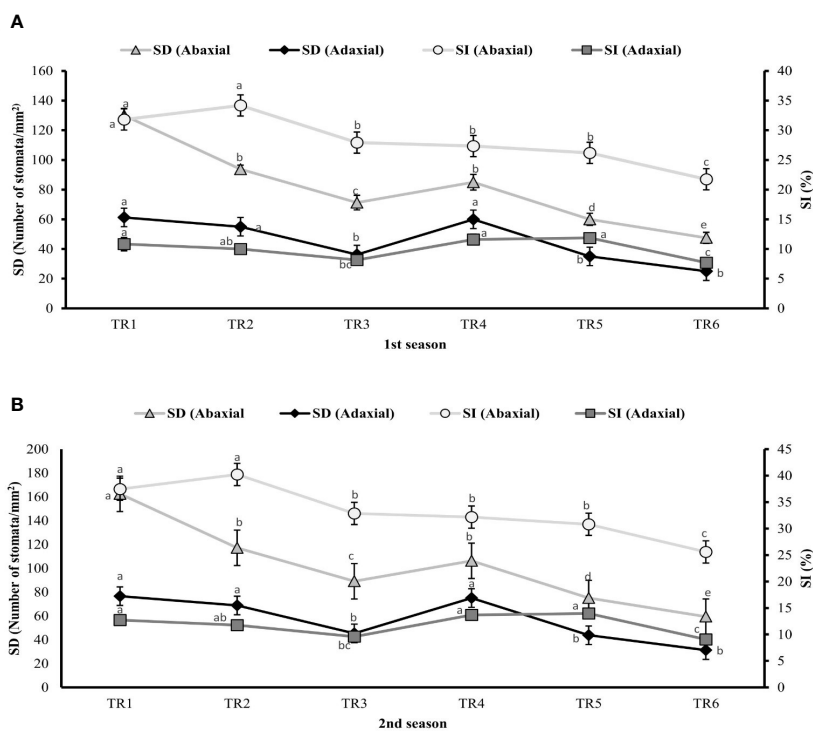 A
SD (Abaxial SD (Adaxial) SI (Abaxial) SI (Adaxial)
160 40
140 35
120 30
100 25
80 20
60 15
40 10
20 5
0 0
SD (Number of stomata/mm²)
SI (%)
a a b b b c
a b c b d e
a a b a b b
a ab bc a a c
TR1 TR2 TR3 TR4 TR5 TR6
1st season
B
SD (Abaxial SD (Adaxial) SI (Abaxial) SI (Adaxial)
200 45
180 40
160 35
140 30
120 25
100 20
80 15
60 10
40 5
20 0
0
SD (Number of stomata/mm²)
SI (%)
a a b b b c
a b c b d e
a a b a b b
a ab bc a a c
TR1 TR2 TR3 TR4 TR5 TR6
2nd season